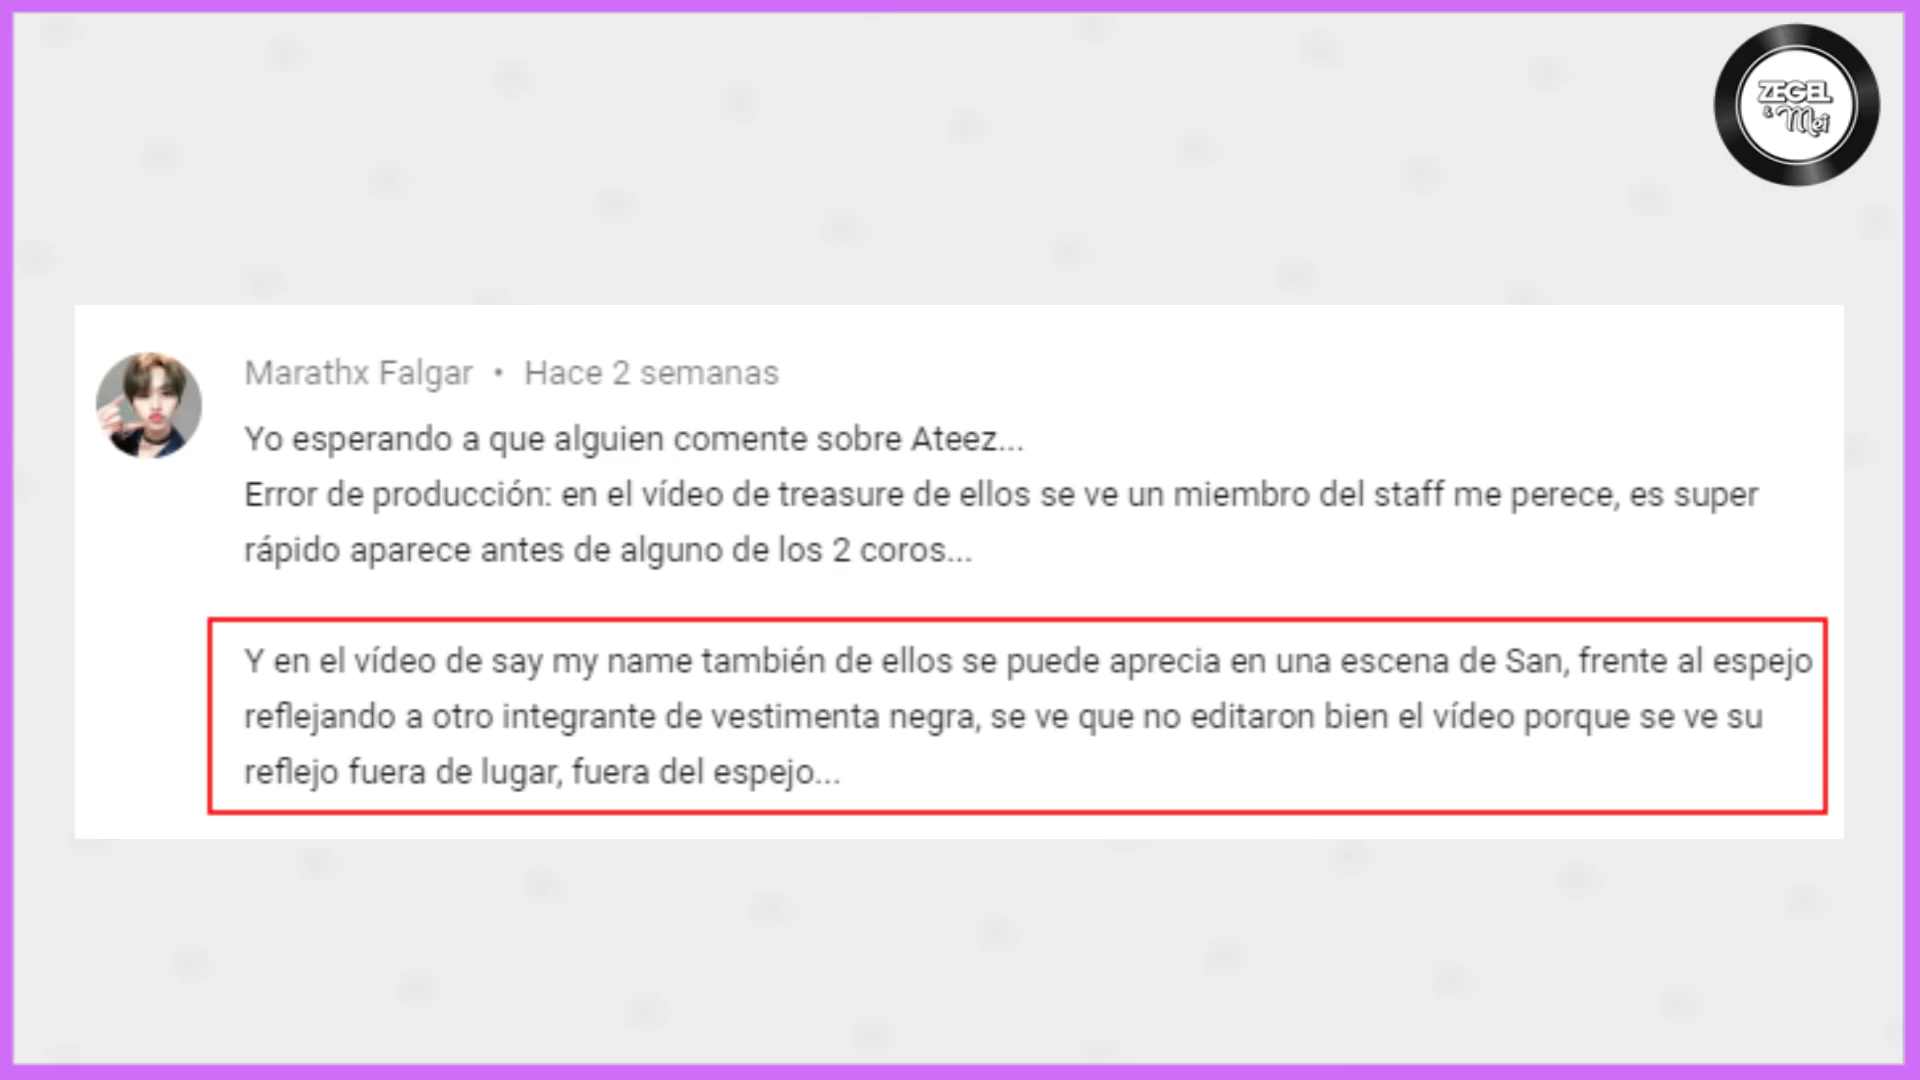 ZEGEL
& Mei
Marathx Falgar • Hace 2 semanas
Yo esperando a que alguien comente sobre Ateez...
Error de producción: en el vídeo de treasure de ellos se ve un miembro del staff me perece, es super
rápido aparece antes de alguno de los 2 coros...
Y en el vídeo de say my name también de ellos se puede aprecia en una escena de San, frente al espejo
reflejando a otro integrante de vestimenta negra, se ve que no editaron bien el vídeo porque se ve su
reflejo fuera de lugar, fuera del espejo...